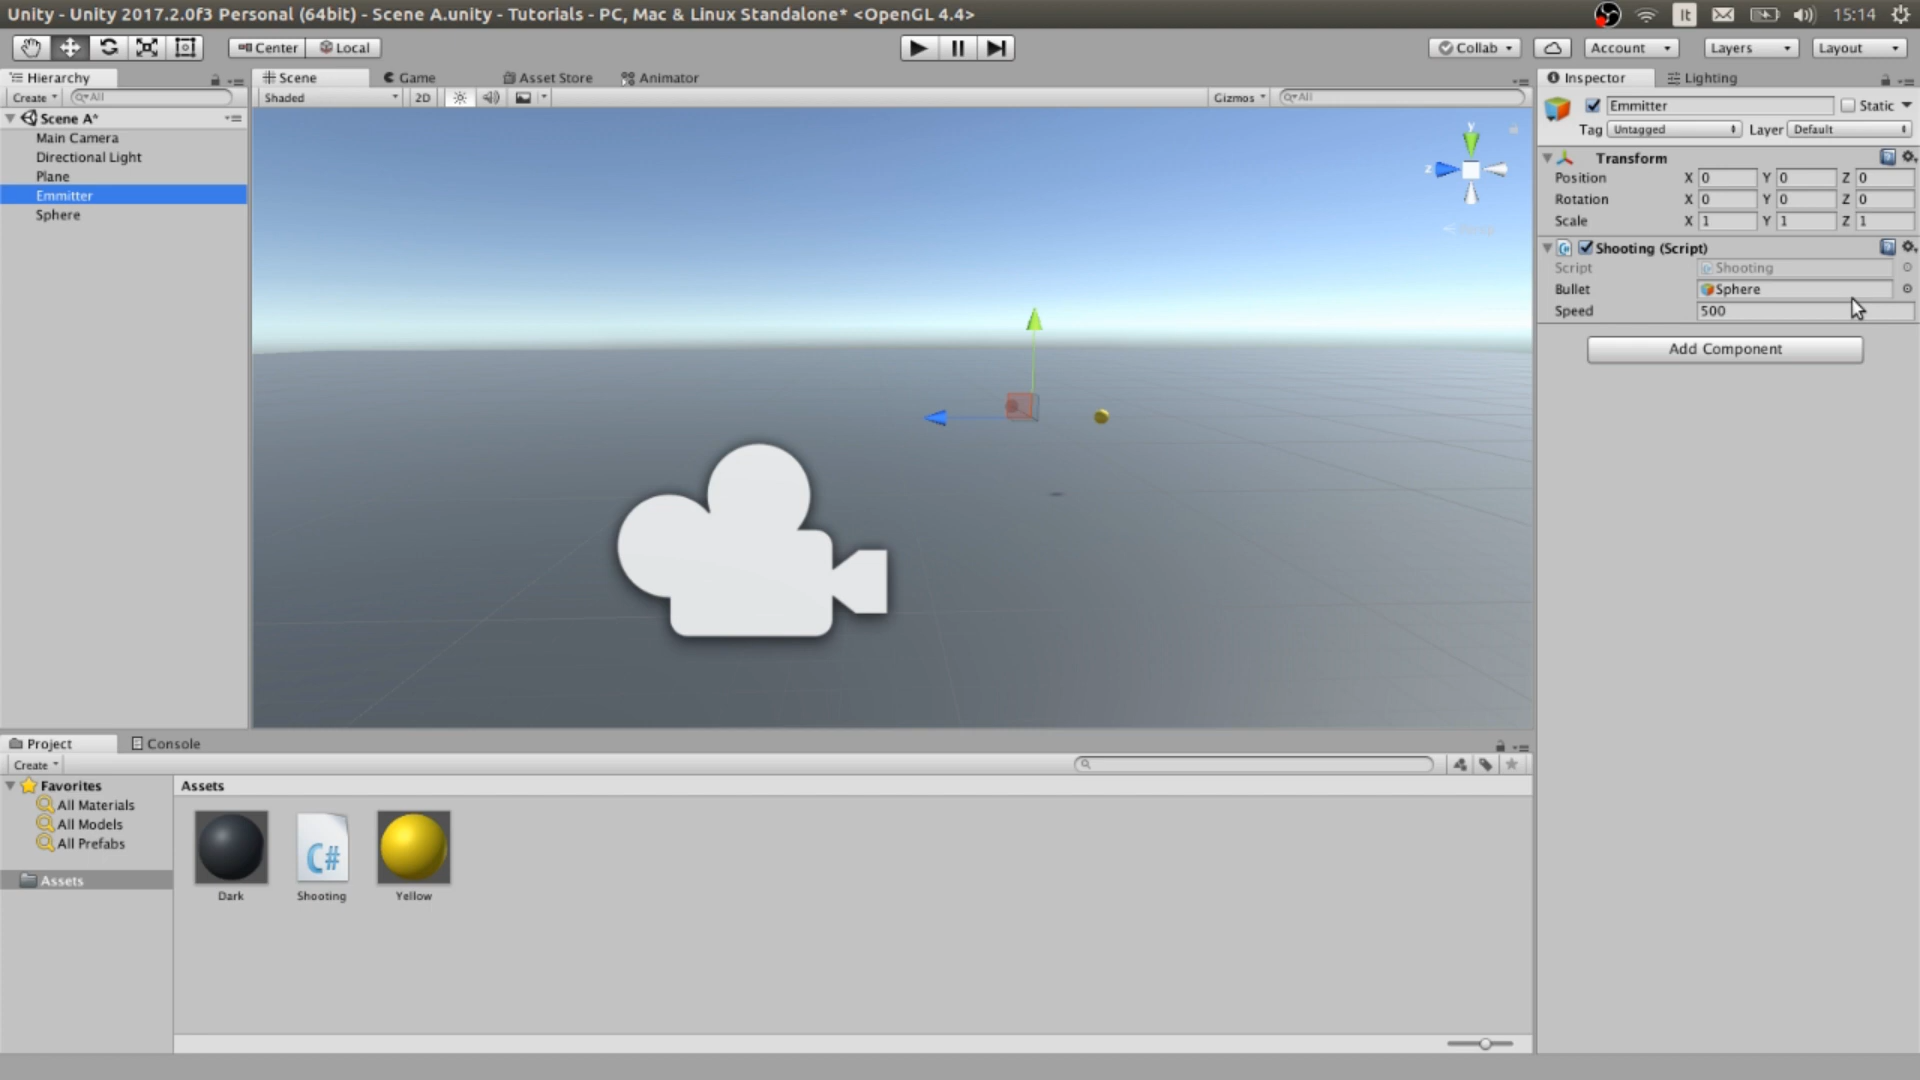 Unity - Unity 2017.2.0f3 Personal (64bit) - Scene A.unity - Tutorials - PC, Mac & Linux Standalone* <OpenGL 4.4>
lt
15:14
Center
Local
Collab
Account
Layers
Layout
Hierarchy
Scene
Game
Asset Store
Animator
Inspector
Lighting
Create
All
Shaded
2D
Gizmos
All
Emmitter
Static
Scene A*
Main Camera
Directional Light
Plane
Emmitter
Sphere
y
z
Tag Untagged
Layer Default
Transform
Position X 0 Y 0 Z 0
Rotation X 0 Y 0 Z 0
Scale X 1 Y 1 Z 1
Shooting (Script)
Script Shooting
Bullet Sphere
Speed 500
Add Component
Project
Console
Create
Favorites
All Materials
All Models
All Prefabs
Assets
Assets
C#
Dark
Shooting
Yellow